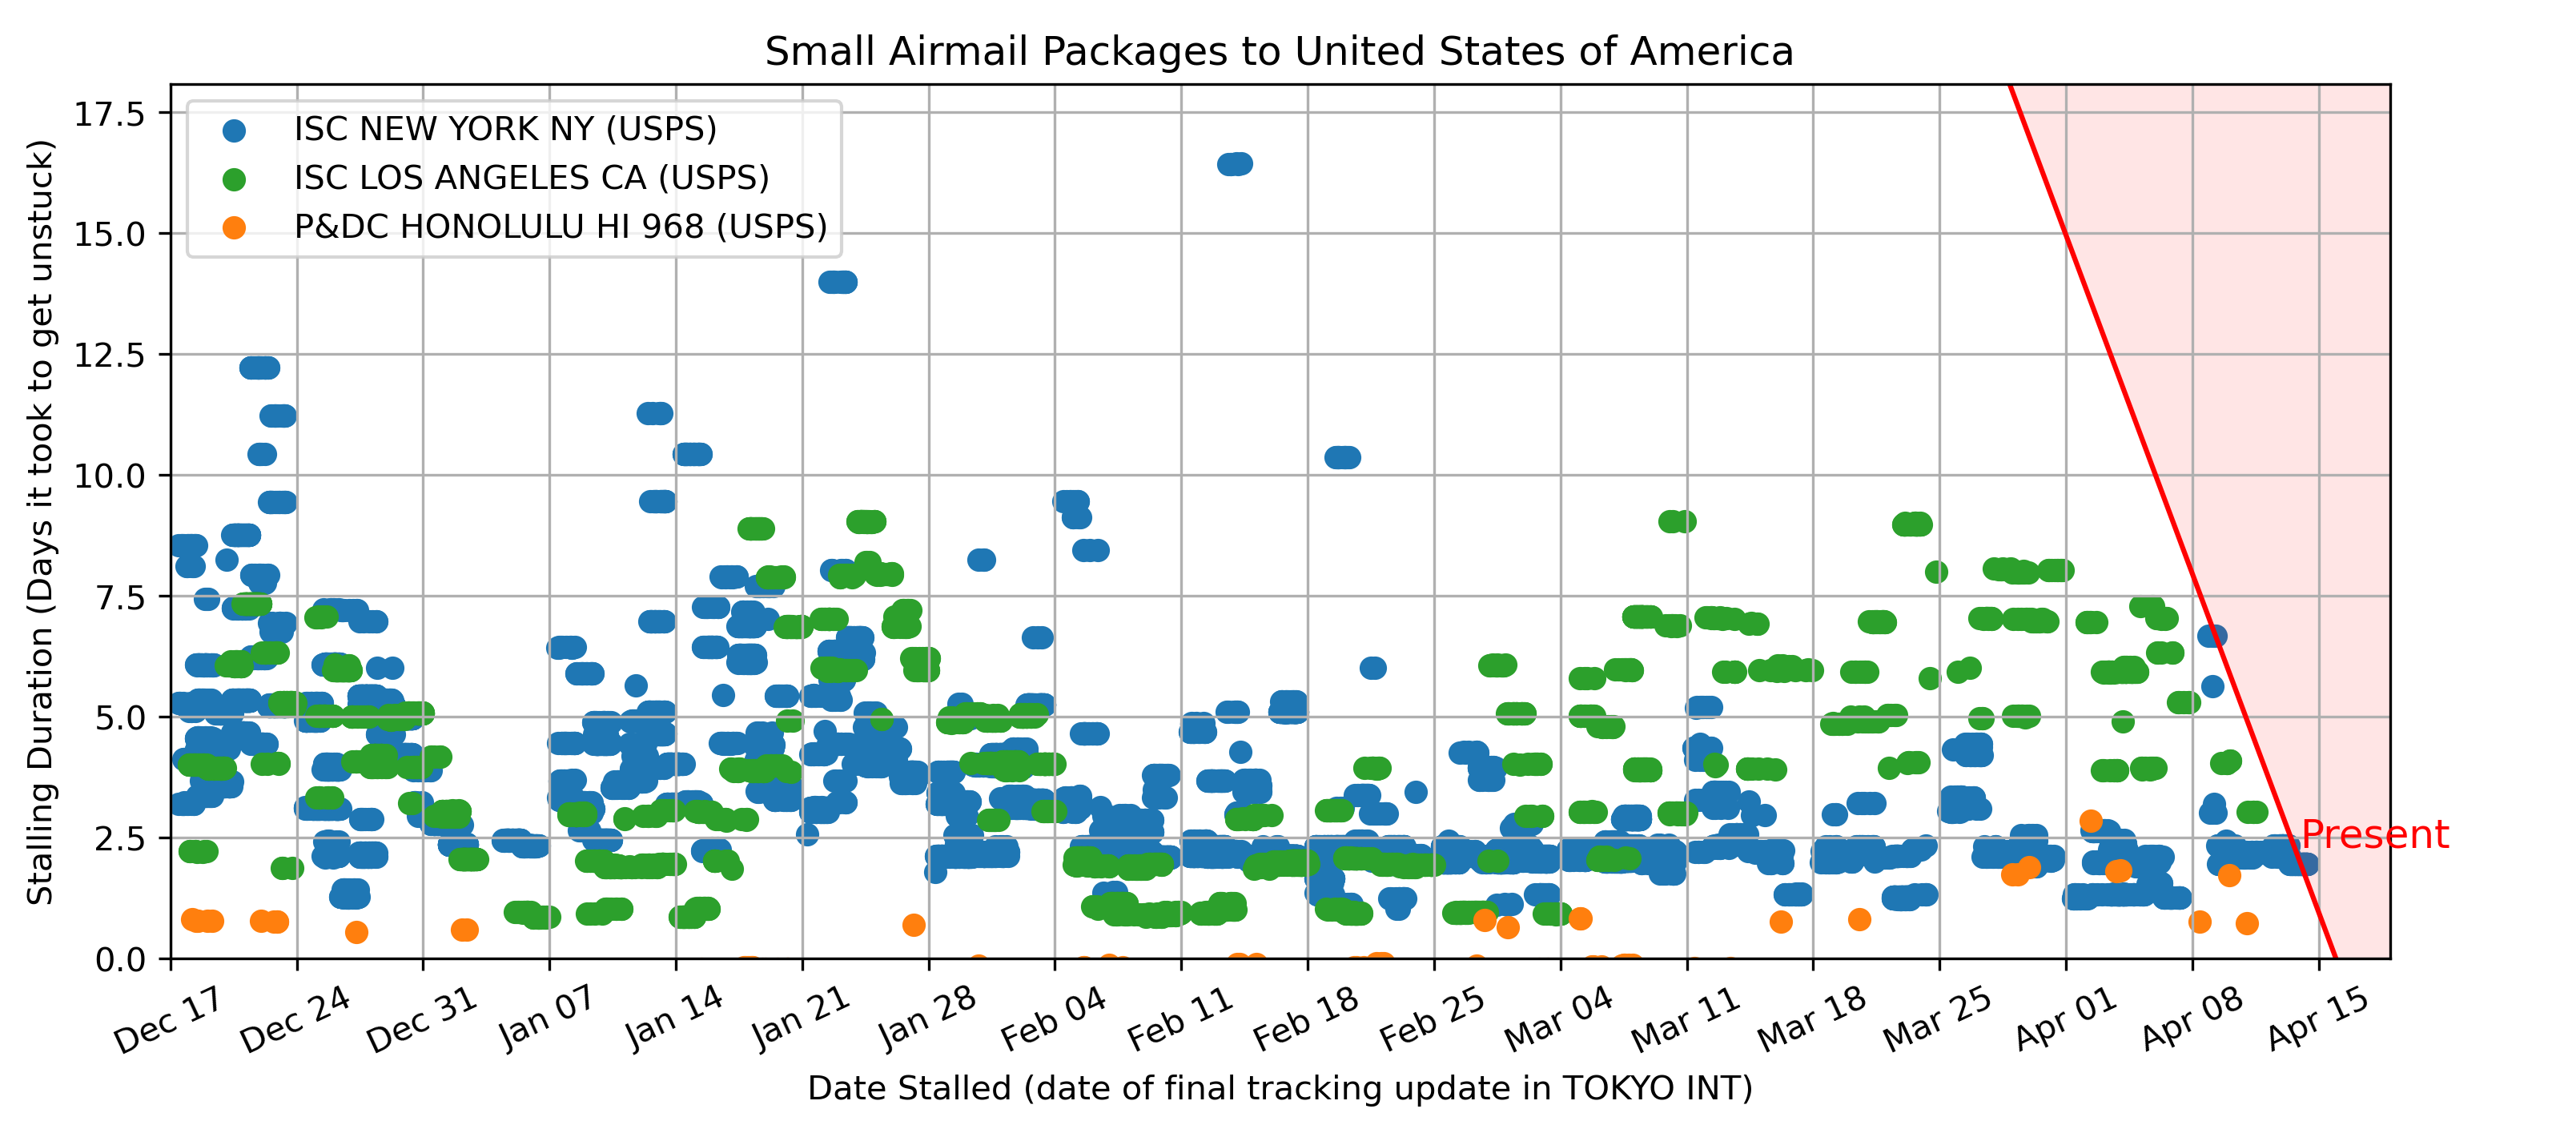 Small Airmail Packages to United States of America
Stalling Duration (Days it took to get unstuck)
17.5
15.0
12.5
10.0
7.5
5.0
2.5
0.0
ISC NEW YORK NY (USPS)
ISC LOS ANGELES CA (USPS)
P&DC HONOLULU HI 968 (USPS)
Present
Dec 17
Dec 24
Dec 31
Jan 07
Jan 14
Jan 21
Jan 28
Feb 04
Feb 11
Feb 18
Feb 25
Mar 04
Mar 11
Mar 18
Mar 25
Apr 01
Apr 08
Apr 15
Date Stalled (date of final tracking update in TOKYO INT)